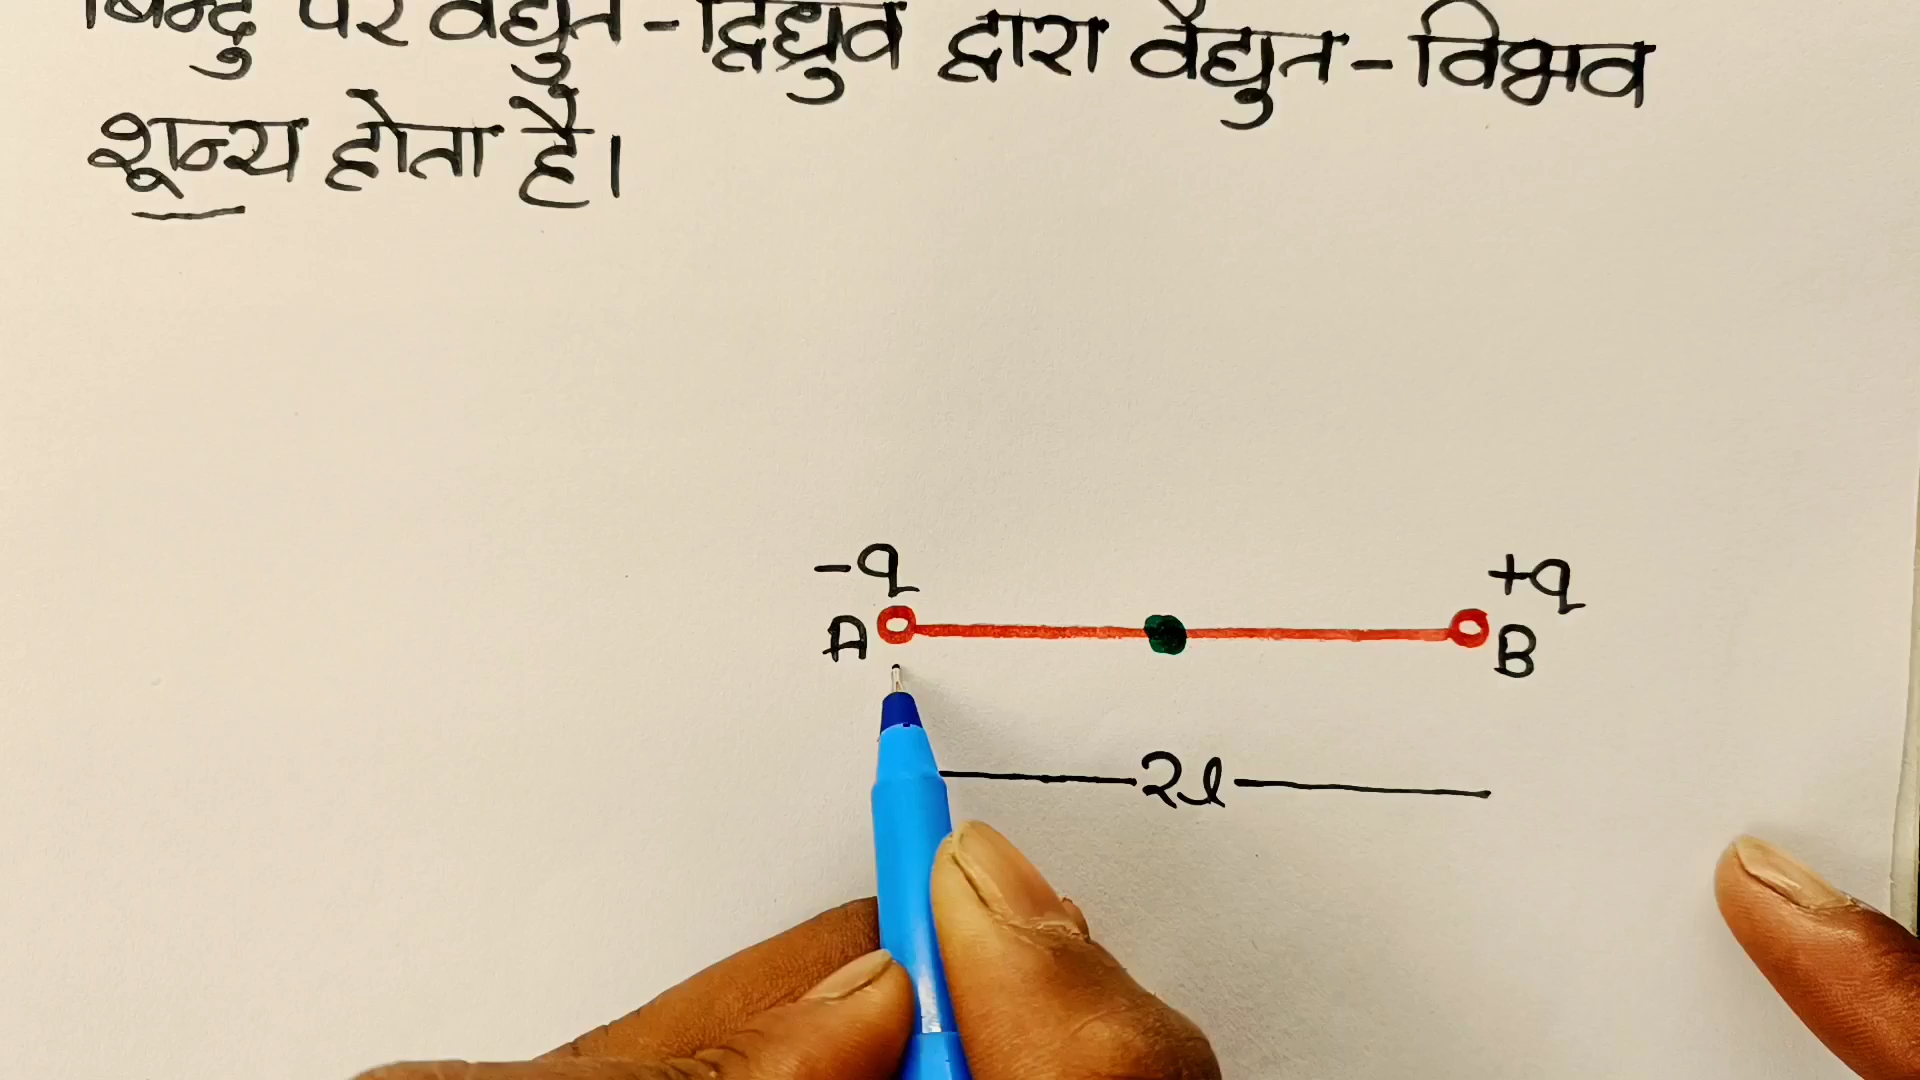 बिन्दु पर वैद्युत-द्विध्रुव द्वारा वैद्युत-विभव
शून्य होता है।
-q
+q
A
B
2l